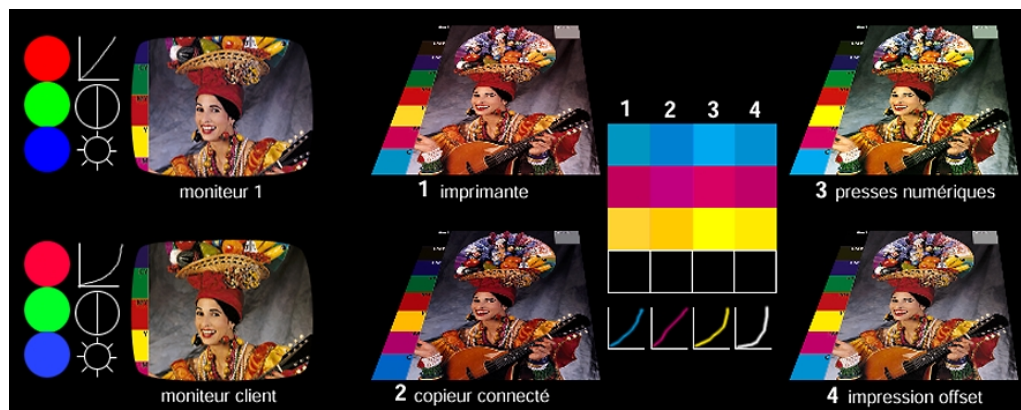 moniteur 1
1 imprimante
1 2 3 4
3 presses numériques
moniteur client
2 copieur connecté
4 impression offset